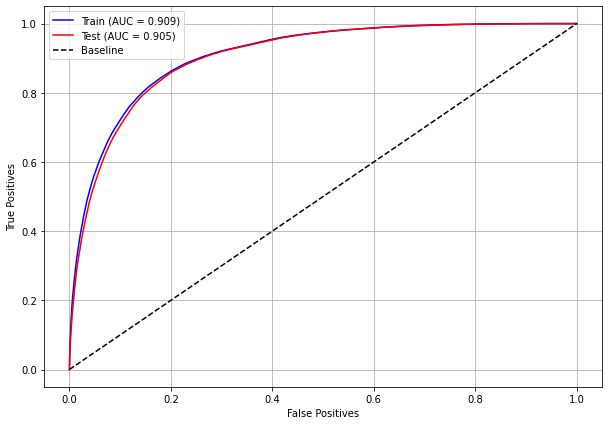 Train (AUC = 0.909)
Test (AUC = 0.905)
Baseline
1.0
0.8
0.6
0.4
0.2
0.0
True Positives
0.0 0.2 0.4 0.6 0.8 1.0
False Positives